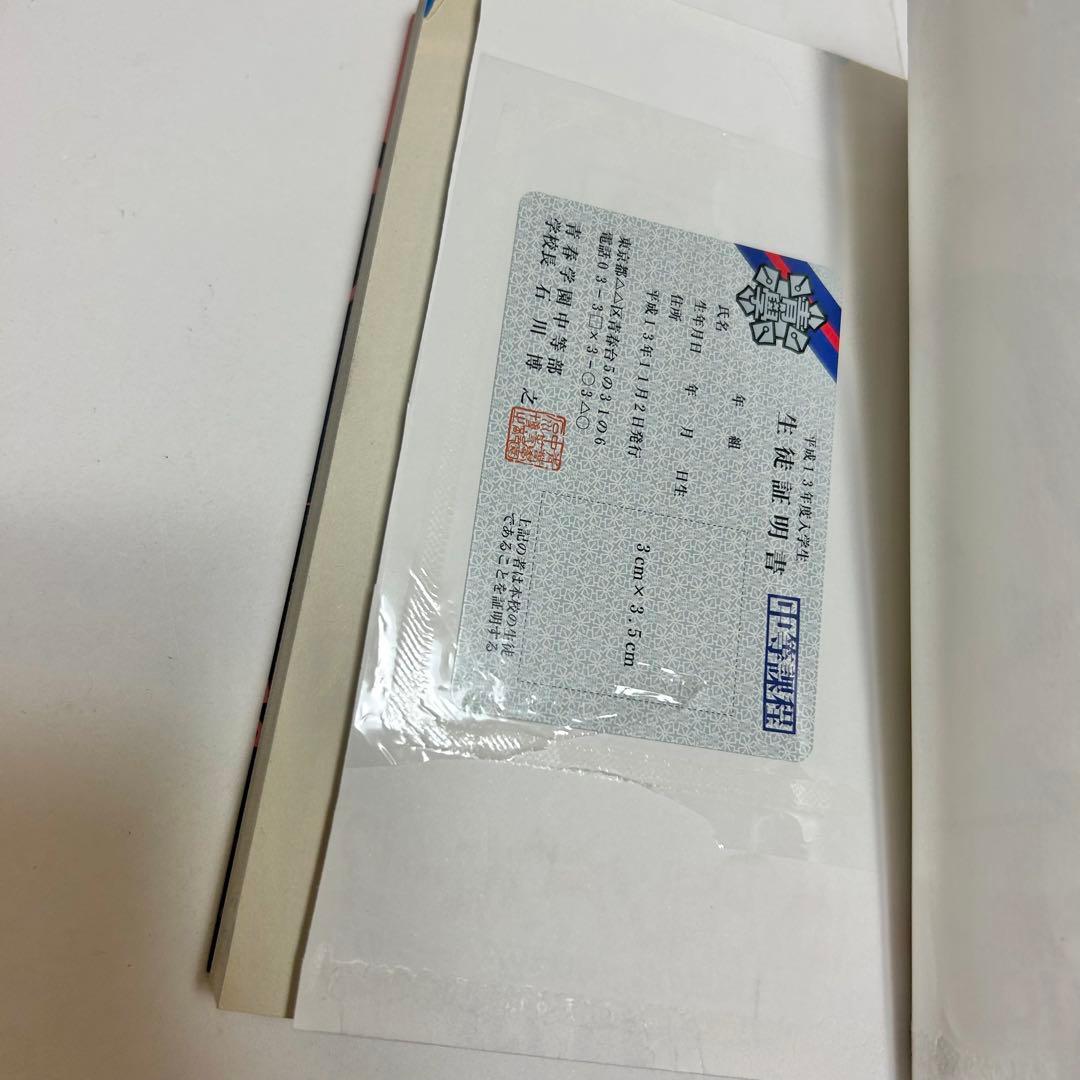 平成13年度入学生
生徒証明書
中等部
青學
年 組
氏名
生年月日 年 月 日生
住所
平成13年11月2日発行
東京都△△区青春台5の31の6
電話03-3□×3-○3△○
青春学園中等部
学校長 石川博之
3cm×3.5cm
上記の者は本校の生徒
であることを証明する